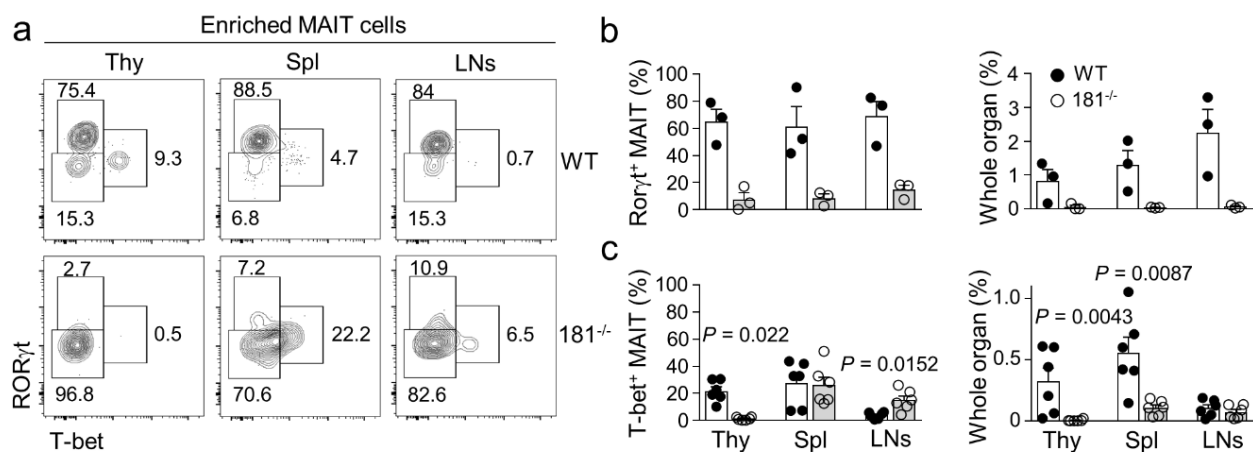 a
Enriched MAIT cells
Thy
Spl
LNs
75.4
9.3
15.3
88.5
4.7
6.8
84
0.7
15.3
WT
2.7
0.5
96.8
7.2
22.2
70.6
10.9
6.5
82.6
181-/-
RORγt
T-bet
b
Rorγt+ MAIT (%)
100
80
60
40
20
0
Whole organ (%)
4
3
2
1
0
WT
181-/-
c
T-bet+ MAIT (%)
100
80
60
40
20
0
P = 0.022
P = 0.0152
Thy
Spl
LNs
Whole organ (%)
1.0
0.5
0
P = 0.0043
P = 0.0087
Thy
Spl
LNs